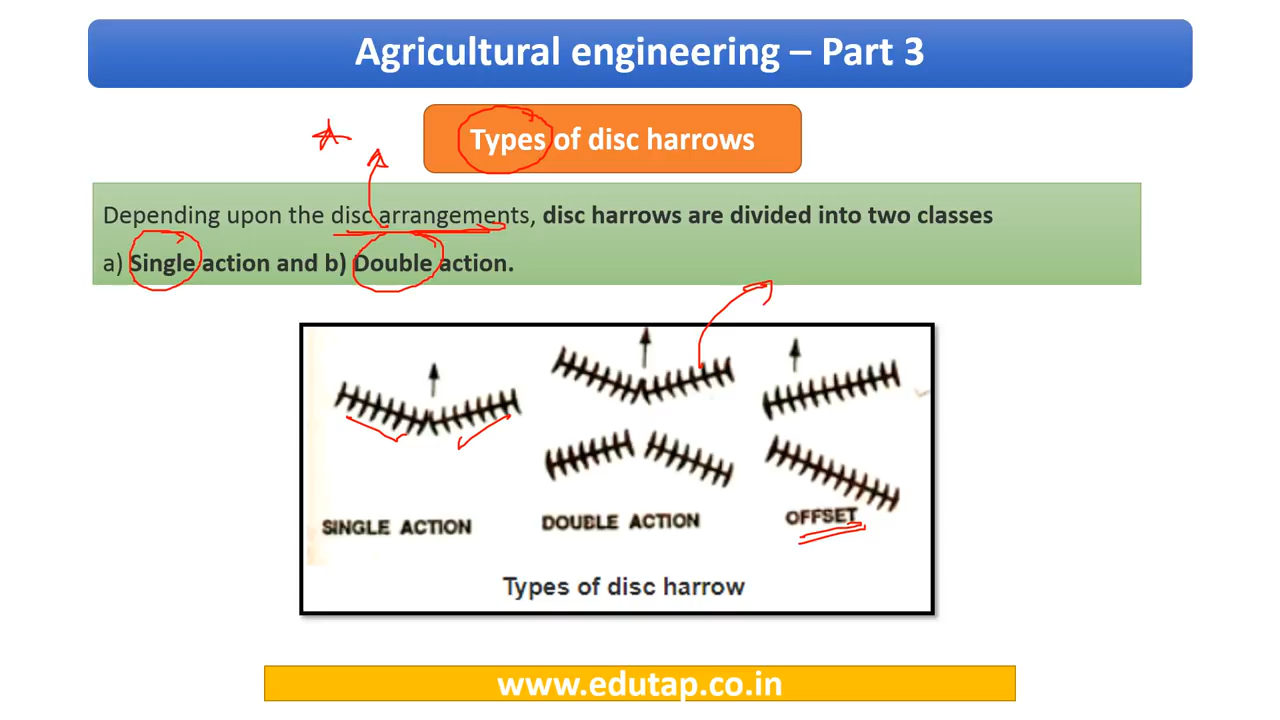 Agricultural engineering – Part 3
Types of disc harrows
Depending upon the disc arrangements, disc harrows are divided into two classes
a) Single action and b) Double action.
SINGLE ACTION
DOUBLE ACTION
OFFSET
Types of disc harrow
www.edutap.co.in